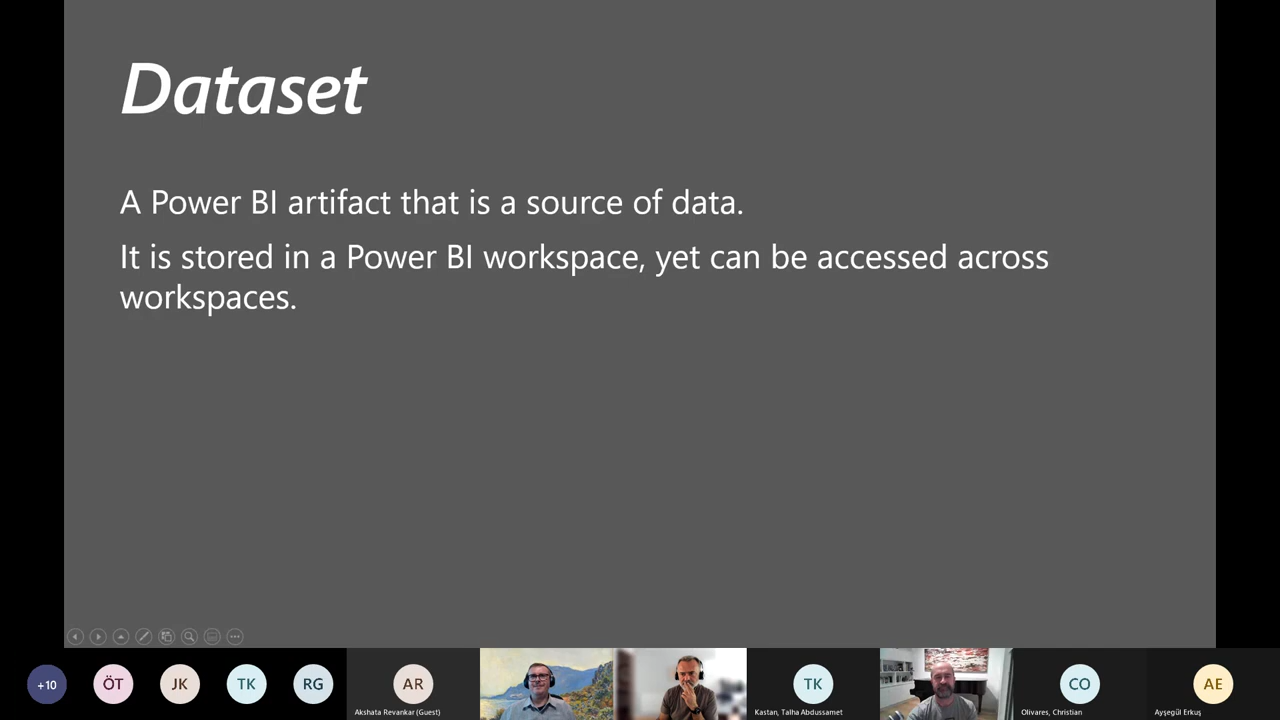 Dataset
A Power BI artifact that is a source of data.
It is stored in a Power BI workspace, yet can be accessed across
workspaces.
+10
ÖT
JK
TK
RG
AR
Akshata Revankar (Guest)
TK
Kastan, Talha Abdussamet
CO
Olivares, Christian
AE
Ayşegül Erkuş